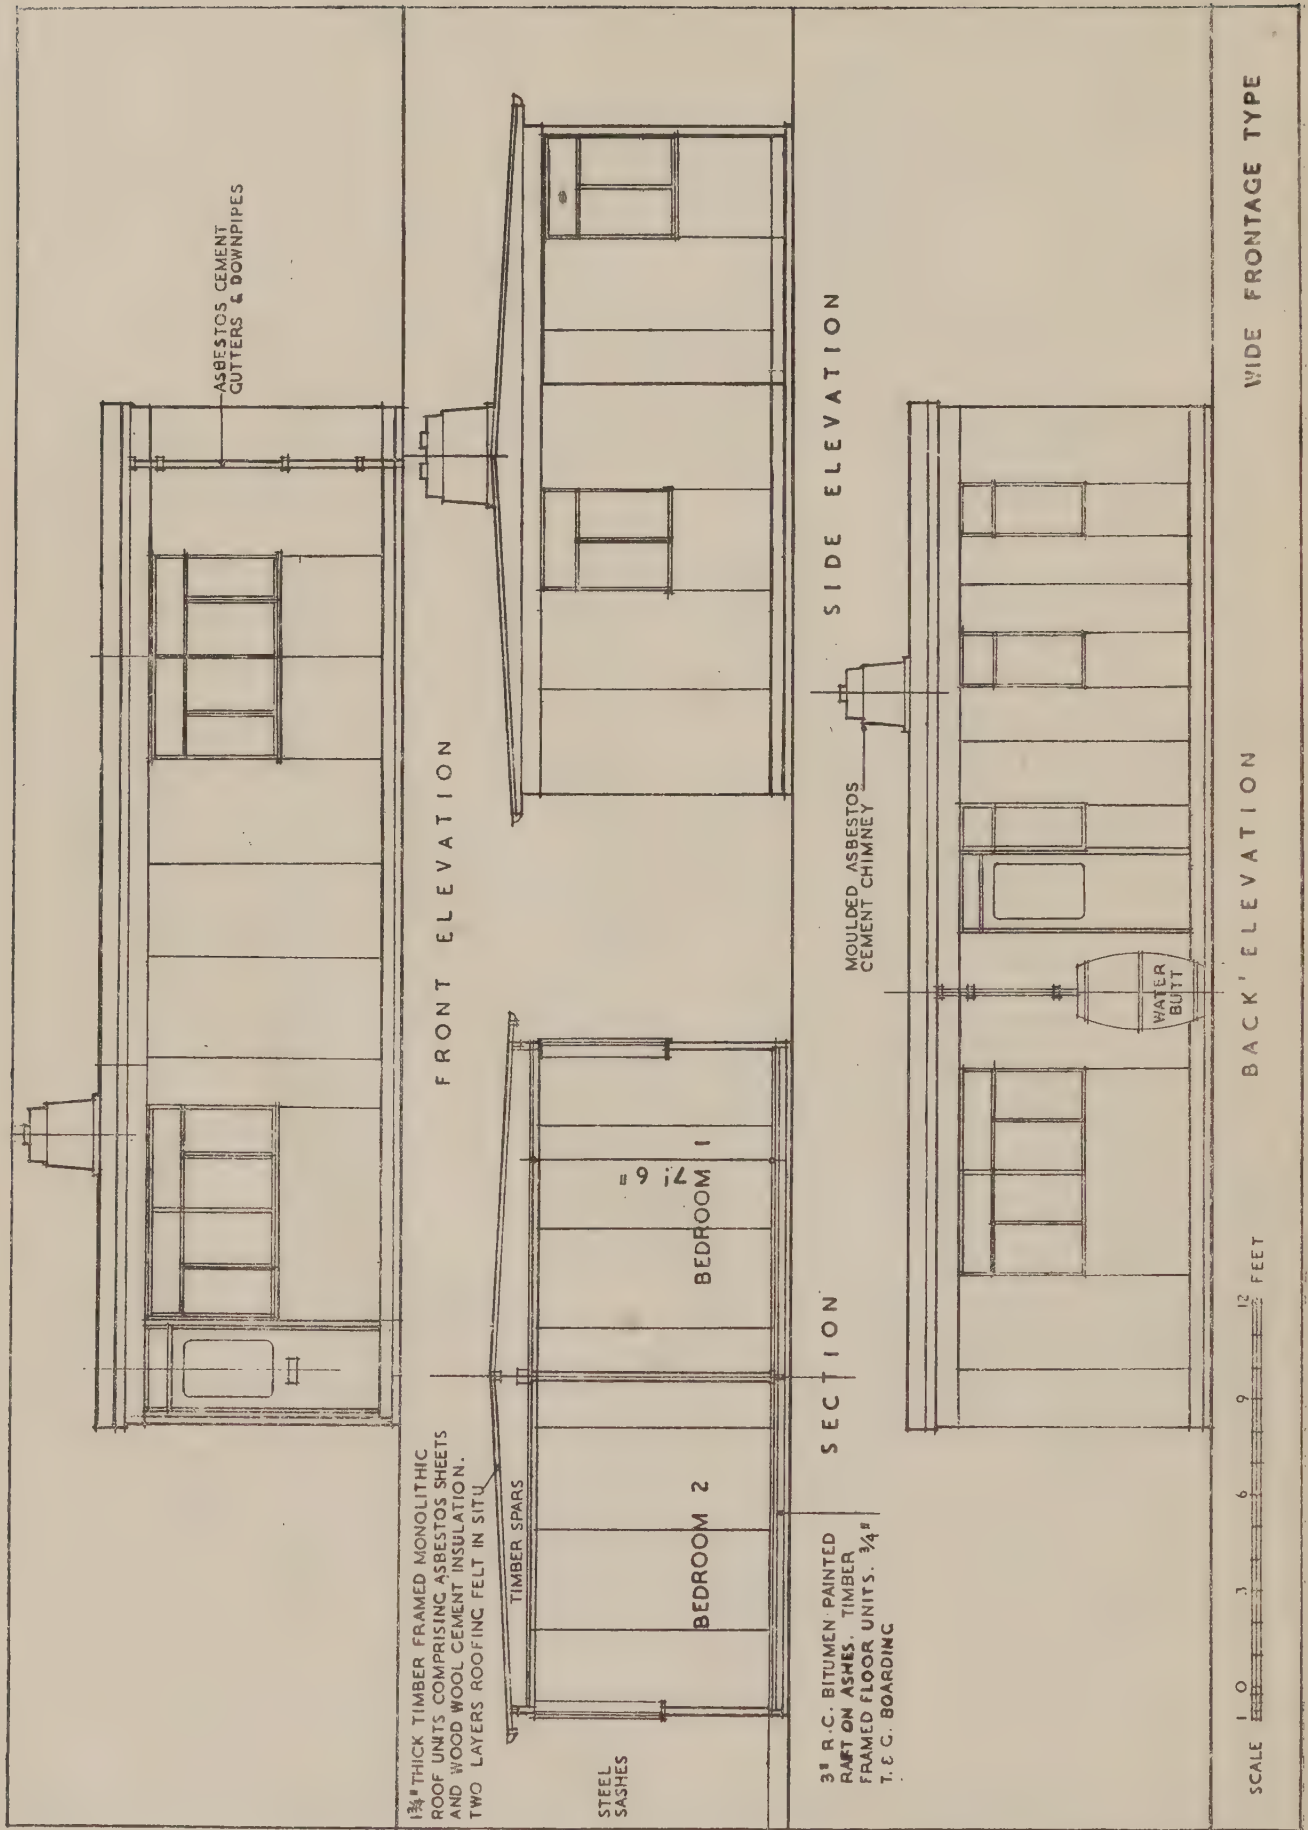 ASBESTOS CEMENT
GUTTERS & DOWNPIPES
FRONT ELEVATION
1¾" THICK TIMBER FRAMED MONOLITHIC
ROOF UNITS COMPRISING ASBESTOS SHEETS
AND WOOD WOOL CEMENT INSULATION.
TWO LAYERS ROOFING FELT IN SITU
TIMBER SPARS
STEEL
SASHES
BEDROOM 2
BEDROOM 1
7' 6"
SECTION
SIDE ELEVATION
3" R.C. BITUMEN PAINTED
RAFT ON ASHES. TIMBER
FRAMED FLOOR UNITS. ¾"
T. & G. BOARDING
MOULDED ASBESTOS
CEMENT CHIMNEY
WATER
BUTT
BACK' ELEVATION
SCALE 1 0 3 6 9 12 FEET
WIDE FRONTAGE TYPE